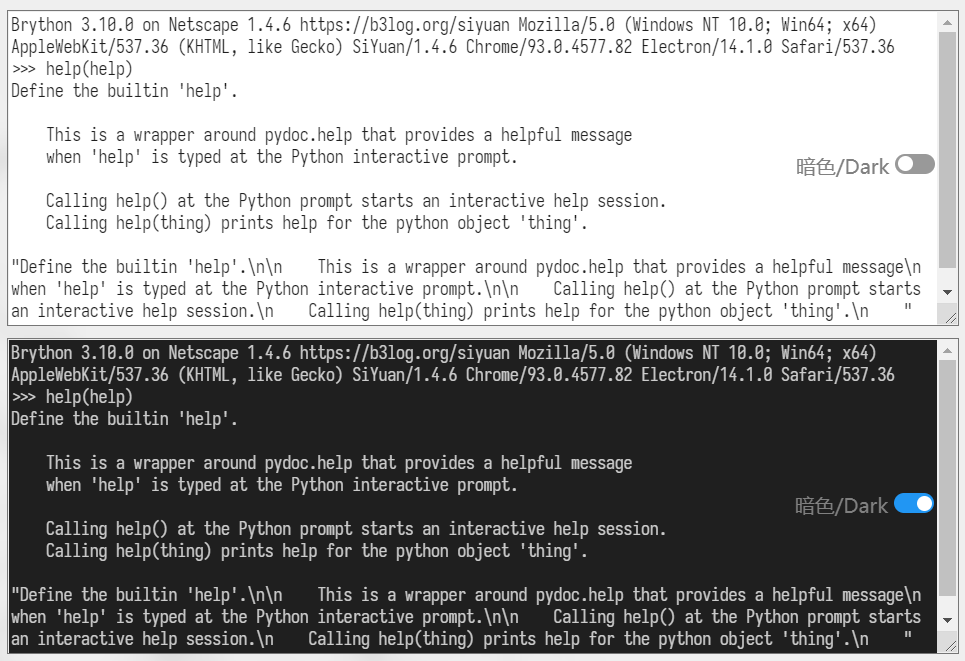 Brython 3.10.0 on Netscape 1.4.6 https://b3log.org/siyuan Mozilla/5.0 (Windows NT 10.0; Win64; x64)
AppleWebKit/537.36 (KHTML, like Gecko) SiYuan/1.4.6 Chrome/93.0.4577.82 Electron/14.1.0 Safari/537.36
>>> help(help)
Define the builtin 'help'.
    This is a wrapper around pydoc.help that provides a helpful message
    when 'help' is typed at the Python interactive prompt.
暗色/Dark
    Calling help() at the Python prompt starts an interactive help session.
    Calling help(thing) prints help for the python object 'thing'.
"Define the builtin 'help'.\n\n    This is a wrapper around pydoc.help that provides a helpful message\n
when 'help' is typed at the Python interactive prompt.\n\n    Calling help() at the Python prompt starts
an interactive help session.\n    Calling help(thing) prints help for the python object 'thing'.\n    "
Brython 3.10.0 on Netscape 1.4.6 https://b3log.org/siyuan Mozilla/5.0 (Windows NT 10.0; Win64; x64)
AppleWebKit/537.36 (KHTML, like Gecko) SiYuan/1.4.6 Chrome/93.0.4577.82 Electron/14.1.0 Safari/537.36
>>> help(help)
Define the builtin 'help'.
    This is a wrapper around pydoc.help that provides a helpful message
    when 'help' is typed at the Python interactive prompt.
暗色/Dark
    Calling help() at the Python prompt starts an interactive help session.
    Calling help(thing) prints help for the python object 'thing'.
"Define the builtin 'help'.\n\n    This is a wrapper around pydoc.help that provides a helpful message\n
when 'help' is typed at the Python interactive prompt.\n\n    Calling help() at the Python prompt starts
an interactive help session.\n    Calling help(thing) prints help for the python object 'thing'.\n    "